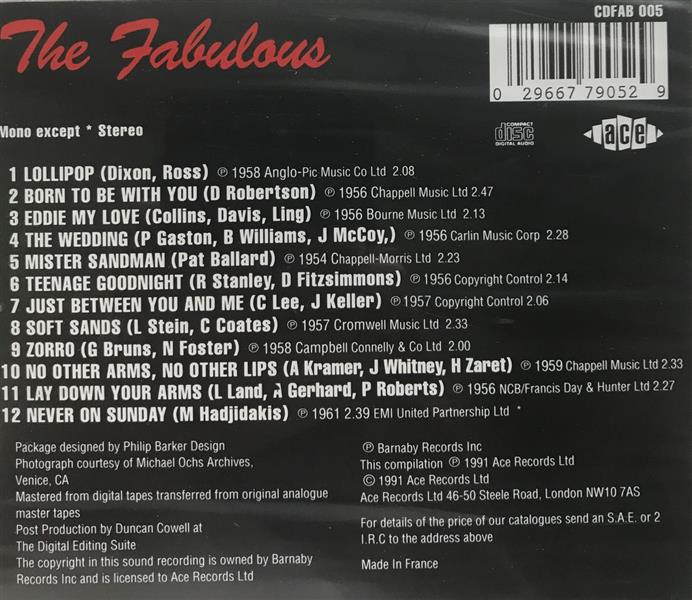 CDFAB 005
The Fabulous
0 29667 79052 9
Mono except * Stereo
COMPACT
disc
DIGITAL AUDIO
ace
1 LOLLIPOP (Dixon, Ross) ℗ 1958 Anglo-Pic Music Co Ltd 2.08
2 BORN TO BE WITH YOU (D Robertson) ℗ 1956 Chappell Music Ltd 2.47
3 EDDIE MY LOVE (Collins, Davis, Ling) ℗ 1956 Bourne Music Ltd 2.13
4 THE WEDDING (P Gaston, B Williams, J McCoy,) ℗ 1956 Carlin Music Corp 2.28
5 MISTER SANDMAN (Pat Ballard) ℗ 1954 Chappell-Morris Ltd 2.23
6 TEENAGE GOODNIGHT (R Stanley, D Fitzsimmons) ℗ 1956 Copyright Control 2.14
7 JUST BETWEEN YOU AND ME (C Lee, J Keller) ℗ 1957 Copyright Control 2.06
8 SOFT SANDS (L Stein, C Coates) ℗ 1957 Cromwell Music Ltd 2.33
9 ZORRO (G Bruns, N Foster) ℗ 1958 Campbell Connelly & Co Ltd 2.00
10 NO OTHER ARMS, NO OTHER LIPS (A Kramer, J Whitney, H Zaret) ℗ 1959 Chappell Music Ltd 2.33
11 LAY DOWN YOUR ARMS (L Land, A Gerhard, P Roberts) ℗ 1956 NCB/Francis Day & Hunter Ltd 2.27
12 NEVER ON SUNDAY (M Hadjidakis) ℗ 1961 2.39 EMI United Partnership Ltd *
Package designed by Philip Barker Design
Photograph courtesy of Michael Ochs Archives,
Venice, CA
Mastered from digital tapes transferred from original analogue
master tapes
Post Production by Duncan Cowell at
The Digital Editing Suite
The copyright in this sound recording is owned by Barnaby
Records Inc and is licensed to Ace Records Ltd
℗ Barnaby Records Inc
This compilation ℗ 1991 Ace Records Ltd
© 1991 Ace Records Ltd
Ace Records Ltd 46-50 Steele Road, London NW10 7AS
For details of the price of our catalogues send an S.A.E. or 2
I.R.C to the address above
Made In France